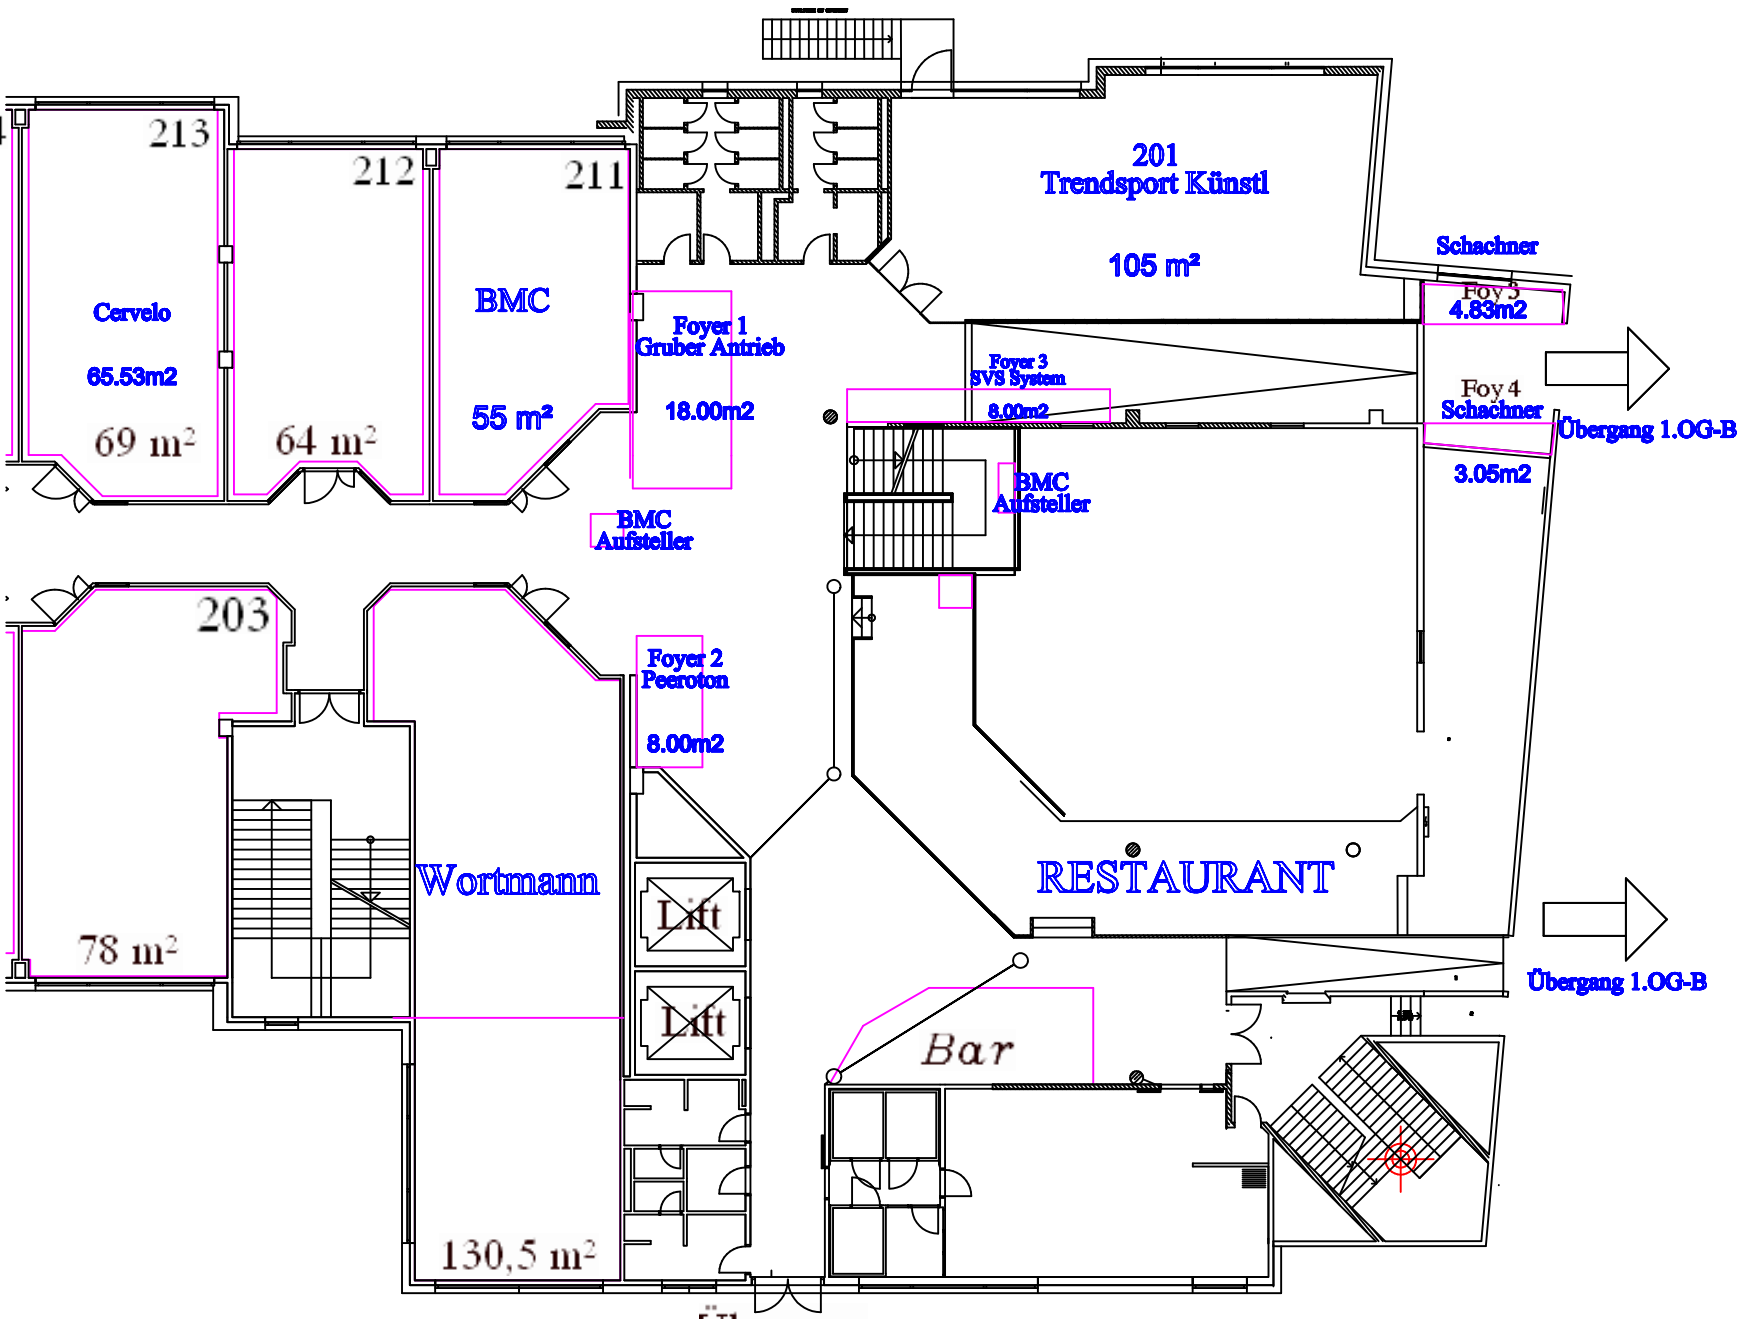 213
212
211
201
Trendsport Künstl
105 m²
Schachner
Foy 3
4.83m2
Cervelo
65.53m2
69 m²
64 m²
BMC
55 m²
Foyer 1
Gruber Antrieb
18.00m2
Foyer 3
SVS System
8.00m2
Foy 4
Schachner
3.05m2
Übergang 1.OG-B
BMC
Aufsteller
BMC
Aufsteller
203
78 m²
Foyer 2
Peeroton
8.00m2
Wortmann
130,5 m²
Lift
Lift
RESTAURANT
Bar
Übergang 1.OG-B